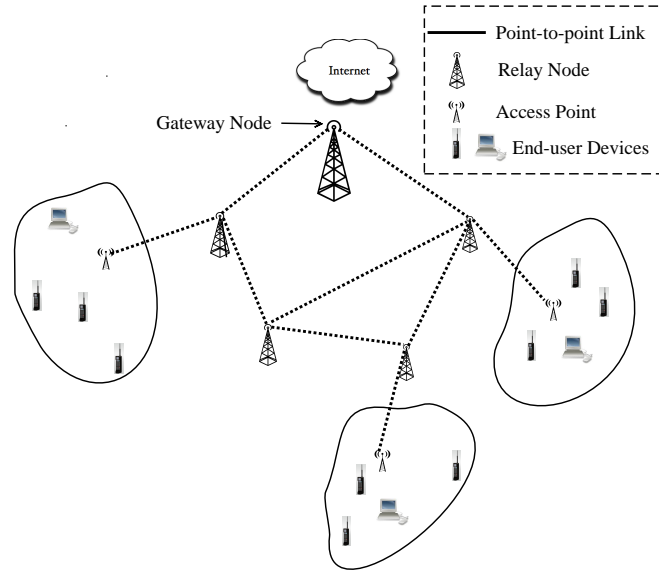 Internet
Gateway Node
Point-to-point Link
Relay Node
Access Point
End-user Devices